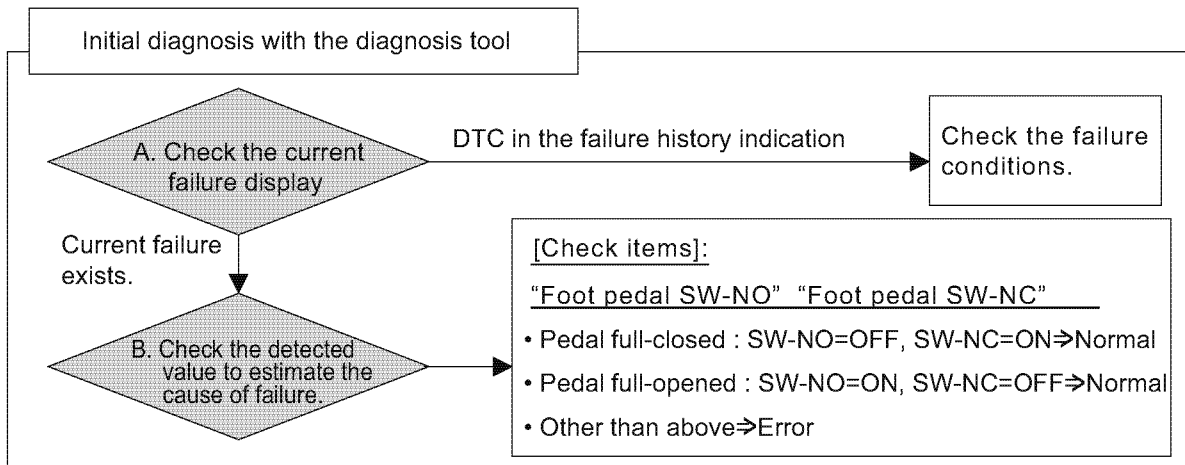 Initial diagnosis with the diagnosis tool
A. Check the current
failure display
DTC in the failure history indication
Check the failure
conditions.
Current failure
exists.
B. Check the detected
value to estimate the
cause of failure.
[Check items]:
“Foot pedal SW-NO” “Foot pedal SW-NC”
• Pedal full-closed : SW-NO=OFF, SW-NC=ON⇒Normal
• Pedal full-opened : SW-NO=ON, SW-NC=OFF⇒Normal
• Other than above⇒Error